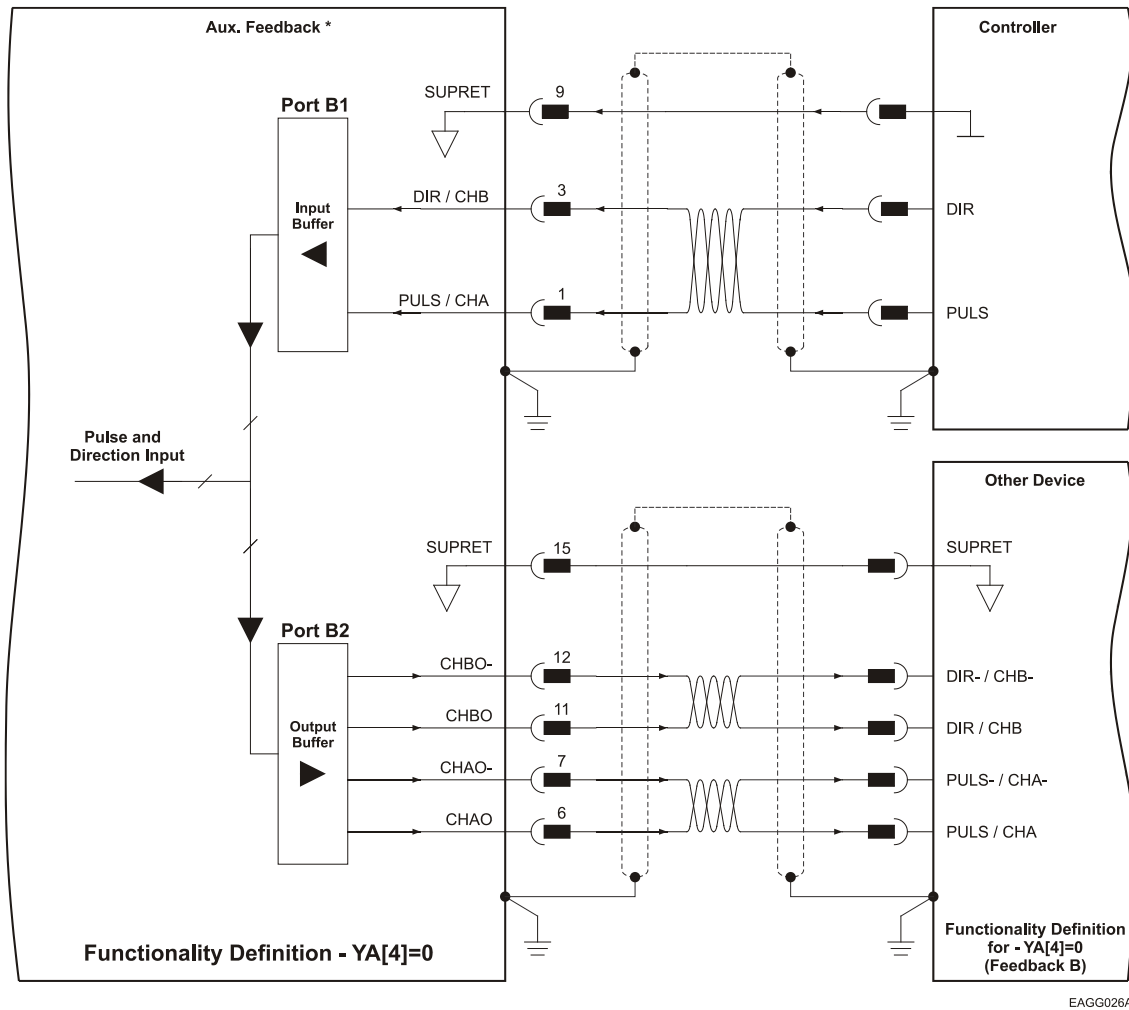 Aux. Feedback *
Controller
Port B1
SUPRET
9
Input
Buffer
DIR / CHB
3
DIR
PULS / CHA
1
PULS
Pulse and
Direction Input
Other Device
SUPRET
15
SUPRET
Port B2
Output
Buffer
CHBO-
12
DIR- / CHB-
CHBO
11
DIR / CHB
CHAO-
7
PULS- / CHA-
CHAO
6
PULS / CHA
Functionality Definition - YA[4]=0
Functionality Definition
for - YA[4]=0
(Feedback B)
EAGG026A